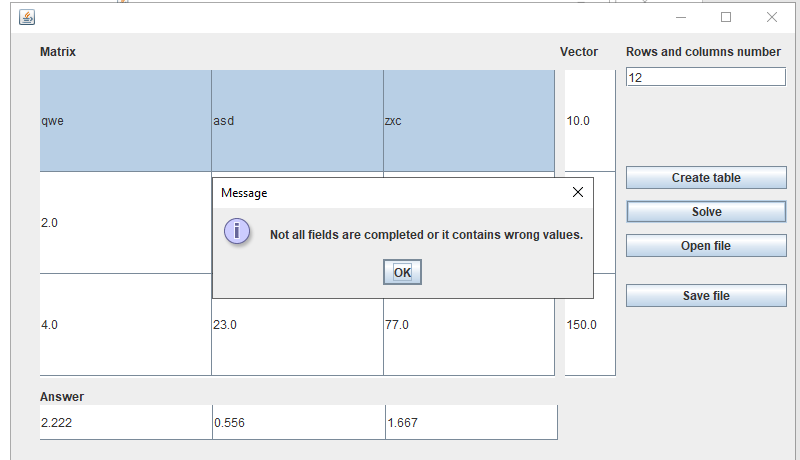 Matrix
Vector
Rows and columns number
12
qwe
asd
zxc
10.0
Create table
Solve
Open file
Save file
Message
Not all fields are completed or it contains wrong values.
OK
2.0
4.0
23.0
77.0
150.0
Answer
2.222
0.556
1.667